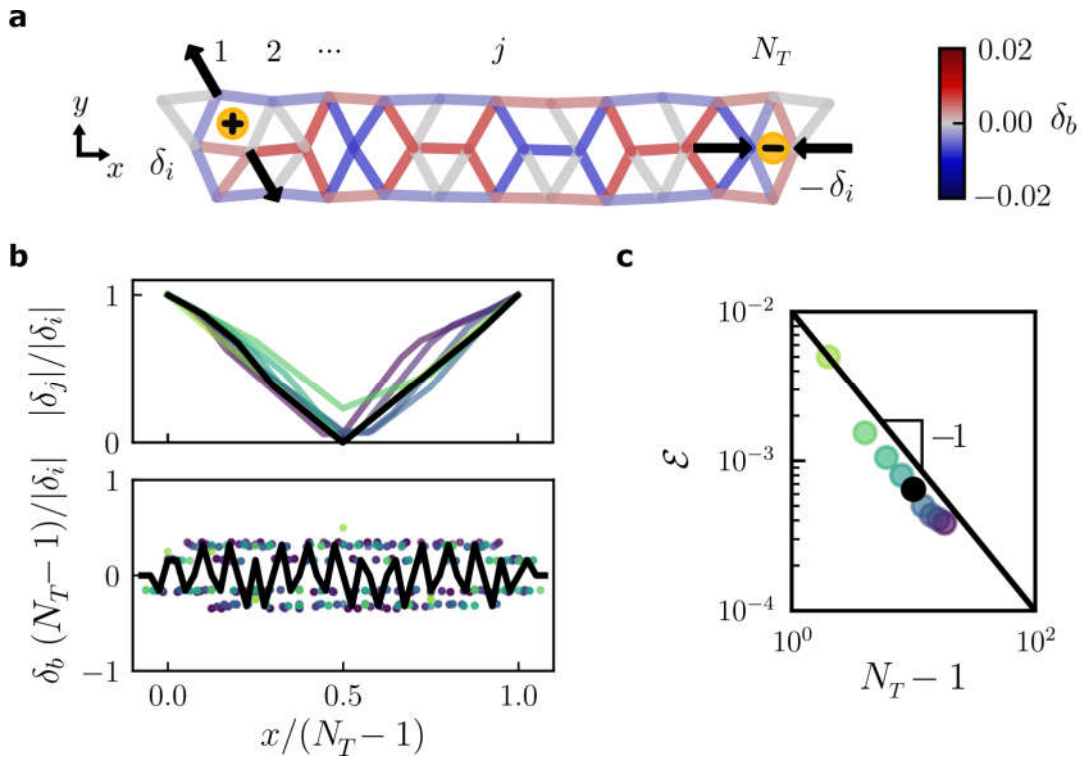 a
1 2 ... j N_T
+ −
y
x
δ_i
−δ_i
0.02
0.00
−0.02
δ_b
b
|δ_j|/|δ_i|
1
0
δ_b (N_T − 1)/|δ_i|
1
0
−1
0.0 0.5 1.0
x/(N_T − 1)
c
ℰ
10^−2
10^−3
10^−4
−1
10^0 10^2
N_T − 1